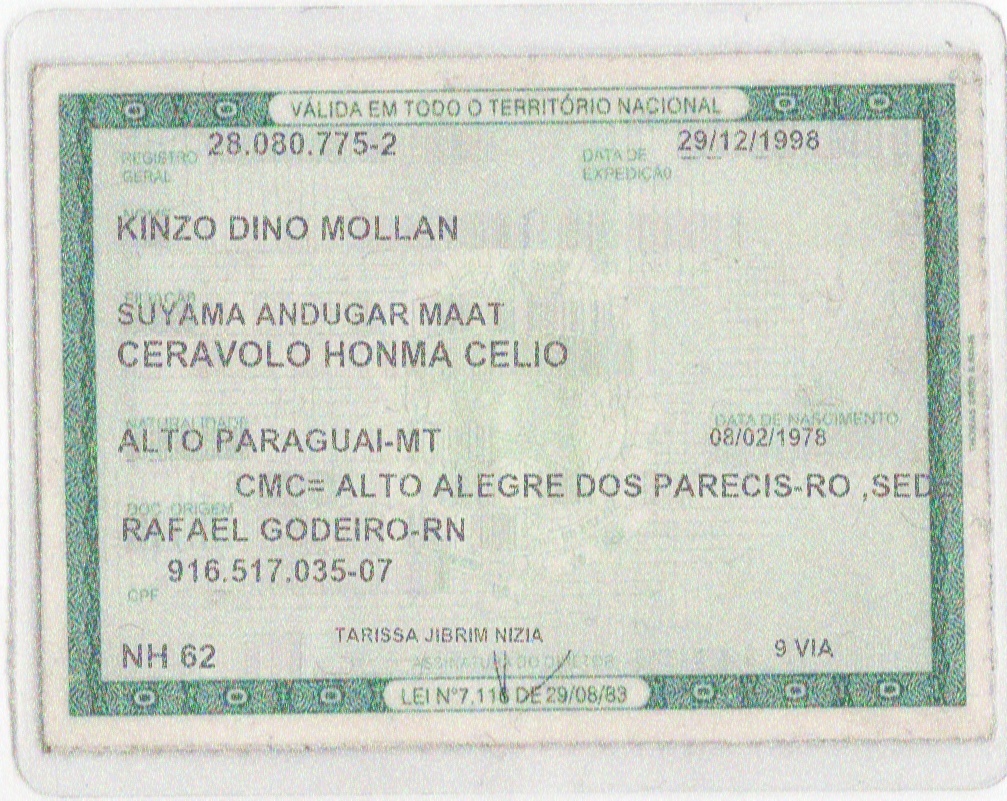 VÁLIDA EM TODO O TERRITÓRIO NACIONAL
REGISTRO GERAL 28.080.775-2 DATA DE EXPEDIÇÃO 29/12/1998
NOME
KINZO DINO MOLLAN
FILIAÇÃO
SUYAMA ANDUGAR MAAT
CERAVOLO HONMA CELIO
NATURALIDADE DATA DE NASCIMENTO
ALTO PARAGUAI-MT 08/02/1978
CMC= ALTO ALEGRE DOS PARECIS-RO ,SED
DOC. ORIGEM
RAFAEL GODEIRO-RN
916.517.035-07
CPF
TARISSA JIBRIM NIZIA
NH 62 9 VIA
ASSINATURA DO DIRETOR
LEI Nº7.116 DE 29/08/83